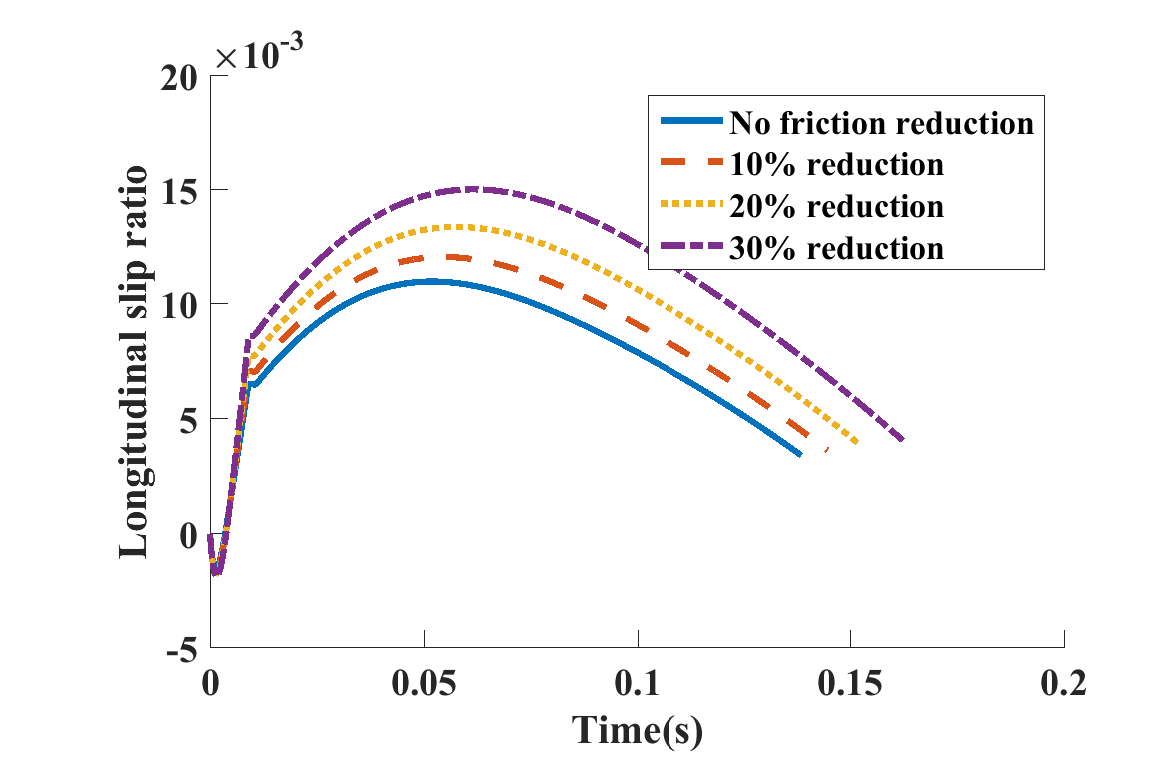 ×10-3
20
15
10
5
0
-5
Longitudinal slip ratio
No friction reduction
10% reduction
20% reduction
30% reduction
0 0.05 0.1 0.15 0.2
Time(s)